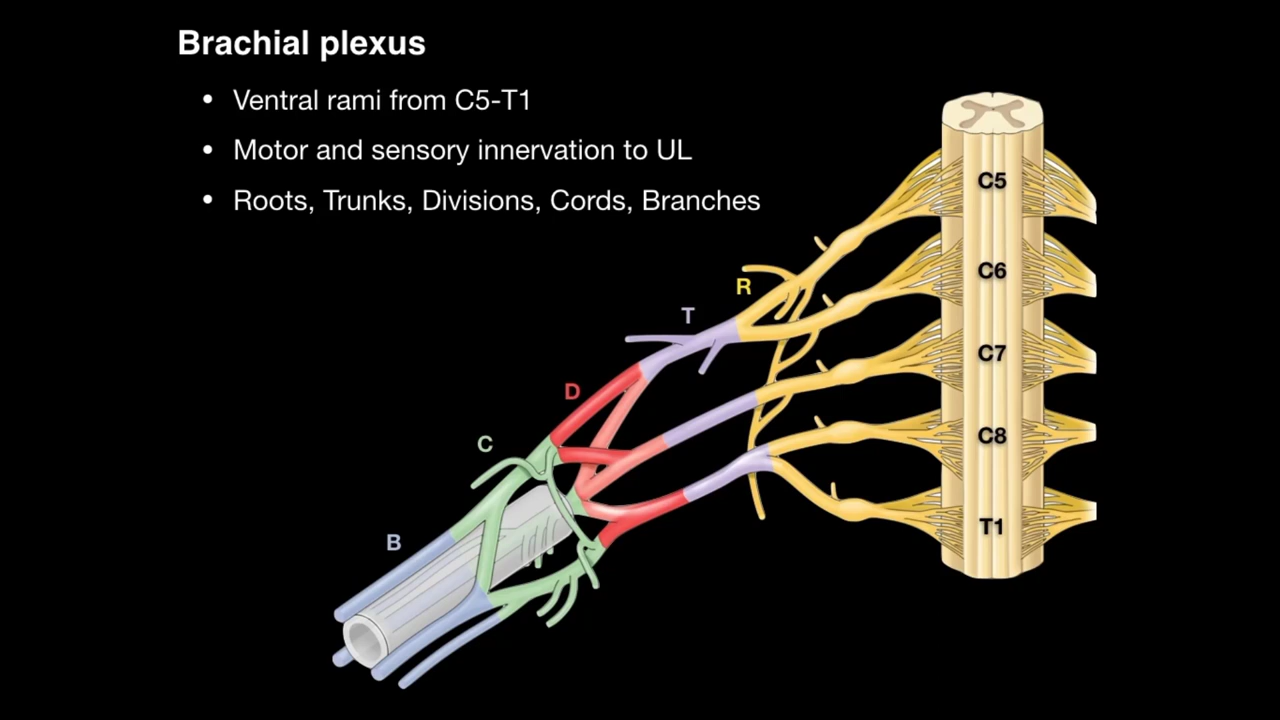 Brachial plexus
• Ventral rami from C5-T1
• Motor and sensory innervation to UL
• Roots, Trunks, Divisions, Cords, Branches
C5
C6
R
T
C7
D
C8
C
T1
B